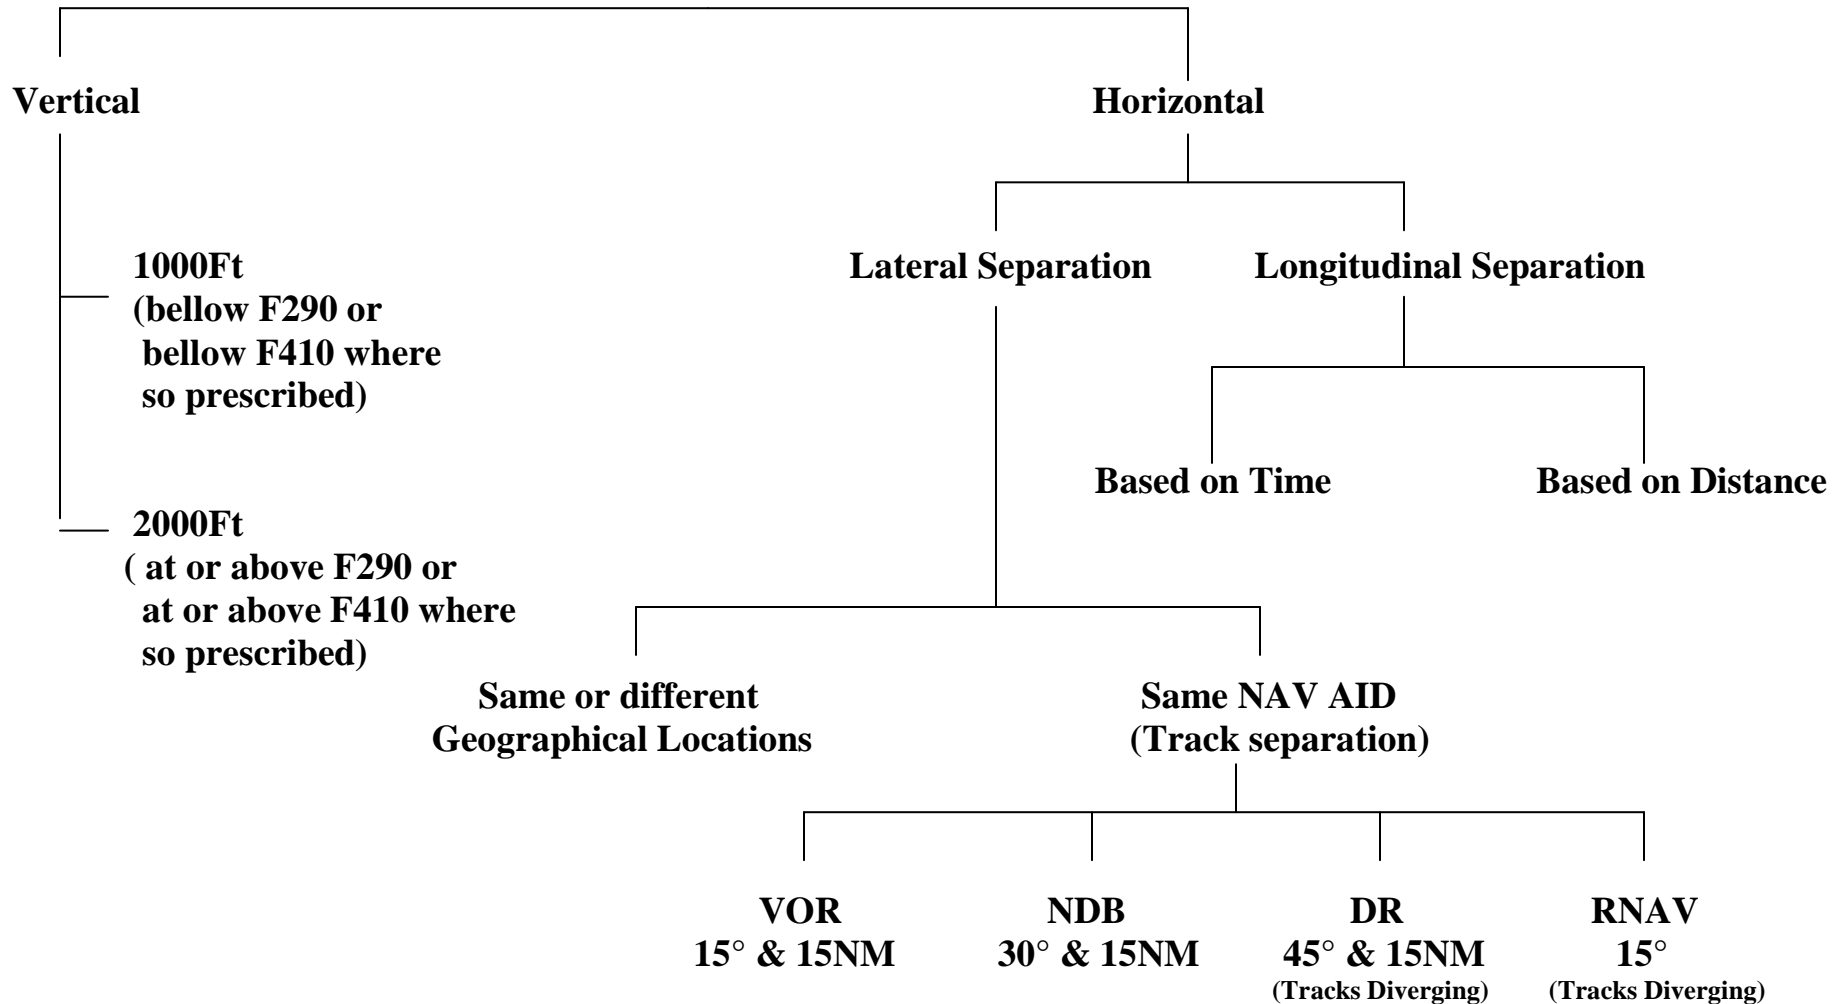 Vertical
Horizontal
1000Ft
(bellow F290 or
bellow F410 where
so prescribed)
2000Ft
( at or above F290 or
at or above F410 where
so prescribed)
Lateral Separation
Longitudinal Separation
Based on Time
Based on Distance
Same or different
Geographical Locations
Same NAV AID
(Track separation)
VOR
15° & 15NM
NDB
30° & 15NM
DR
45° & 15NM
(Tracks Diverging)
RNAV
15°
(Tracks Diverging)